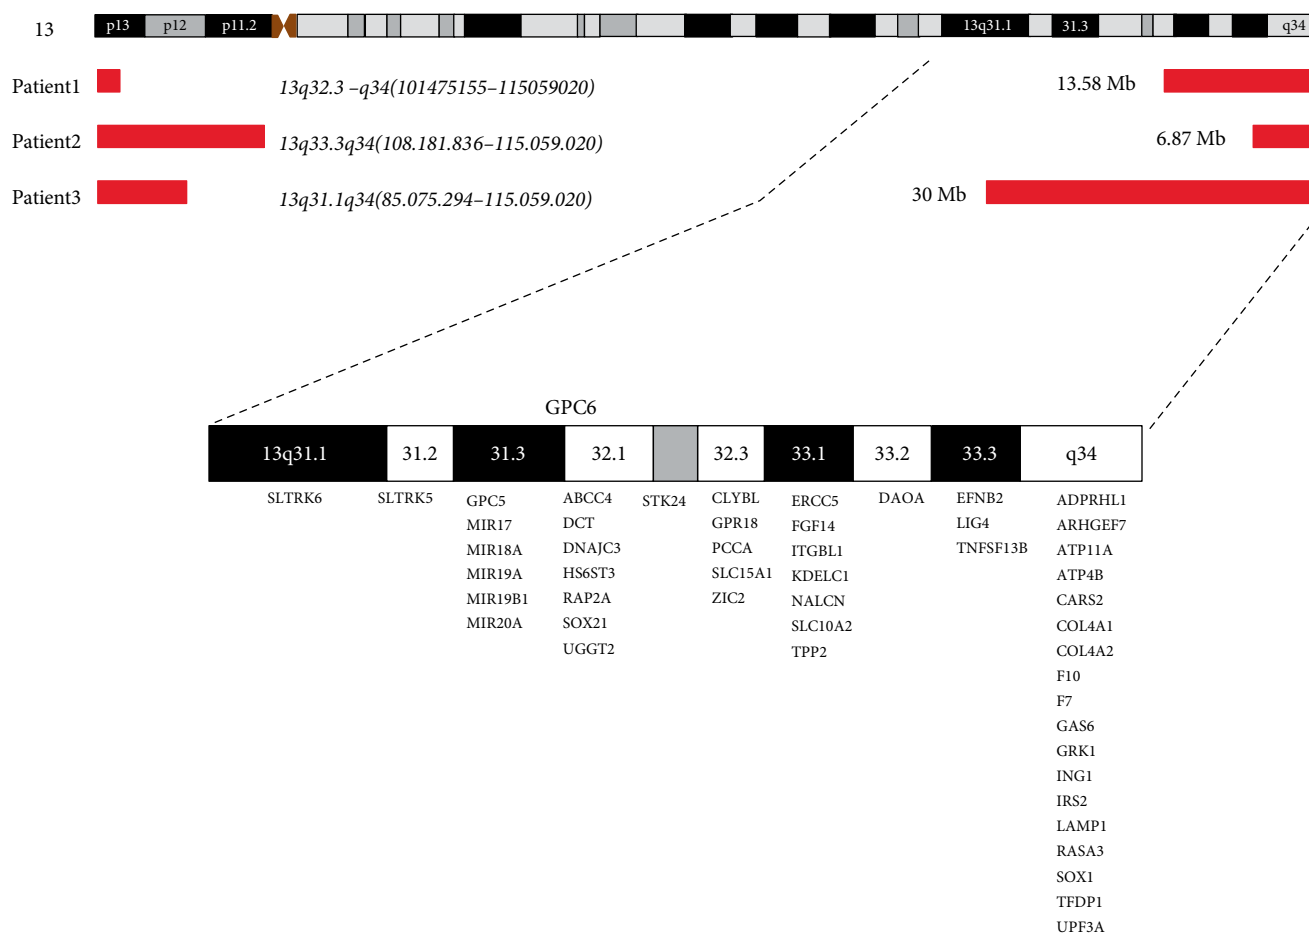 13 p13 p12 p11.2 13q31.1 31.3 q34
Patient1 13q32.3 –q34(101475155–115059020) 13.58 Mb
Patient2 13q33.3q34(108.181.836–115.059.020) 6.87 Mb
Patient3 13q31.1q34(85.075.294–115.059.020) 30 Mb
GPC6
13q31.1 31.2 31.3 32.1 32.3 33.1 33.2 33.3 q34
SLTRK6
SLTRK5
GPC5
MIR17
MIR18A
MIR19A
MIR19B1
MIR20A
ABCC4
DCT
DNAJC3
HS6ST3
RAP2A
SOX21
UGGT2
STK24
CLYBL
GPR18
PCCA
SLC15A1
ZIC2
ERCC5
FGF14
ITGBL1
KDELC1
NALCN
SLC10A2
TPP2
DAOA
EFNB2
LIG4
TNFSF13B
ADPRHL1
ARHGEF7
ATP11A
ATP4B
CARS2
COL4A1
COL4A2
F10
F7
GAS6
GRK1
ING1
IRS2
LAMP1
RASA3
SOX1
TFDP1
UPF3A